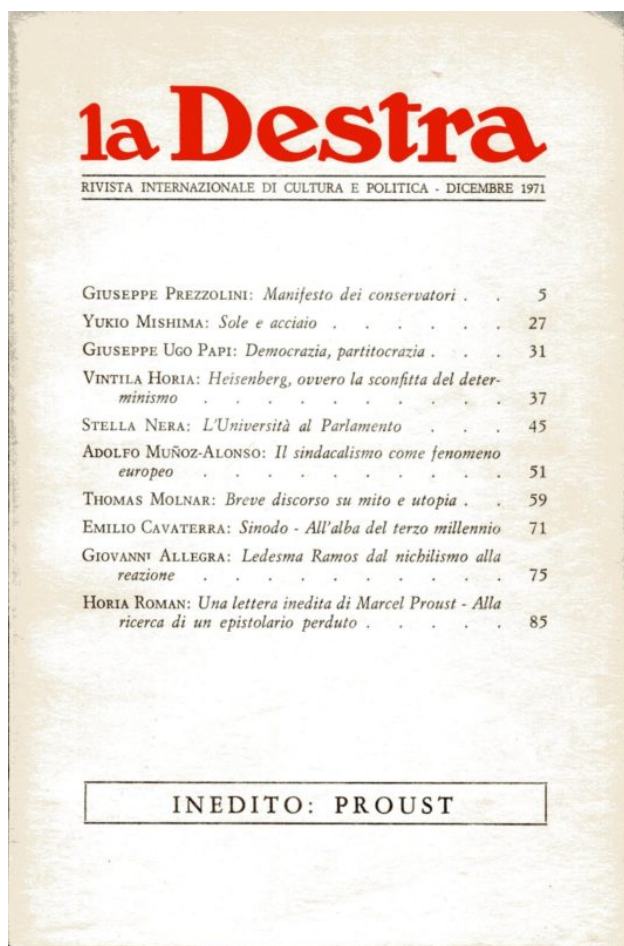 la Destra
RIVISTA INTERNAZIONALE DI CULTURA E POLITICA - DICEMBRE 1971
GIUSEPPE PREZZOLINI: Manifesto dei conservatori . . 5
YUKIO MISHIMA: Sole e acciaio . . . . . . 27
GIUSEPPE UGO PAPI: Democrazia, partitocrazia . . . 31
VINTILA HORIA: Heisenberg, ovvero la sconfitta del deter-
minismo . . . . . . . . . . 37
STELLA NERA: L'Università al Parlamento . . . 45
ADOLFO MUÑOZ-ALONSO: Il sindacalismo come fenomeno
europeo . . . . . . . . . . 51
THOMAS MOLNAR: Breve discorso su mito e utopia . . 59
EMILIO CAVATERRA: Sinodo - All'alba del terzo millennio 71
GIOVANNI ALLEGRA: Ledesma Ramos dal nichilismo alla
reazione . . . . . . . . . . 75
HORIA ROMAN: Una lettera inedita di Marcel Proust - Alla
ricerca di un epistolario perduto . . . . . 85
INEDITO: PROUST